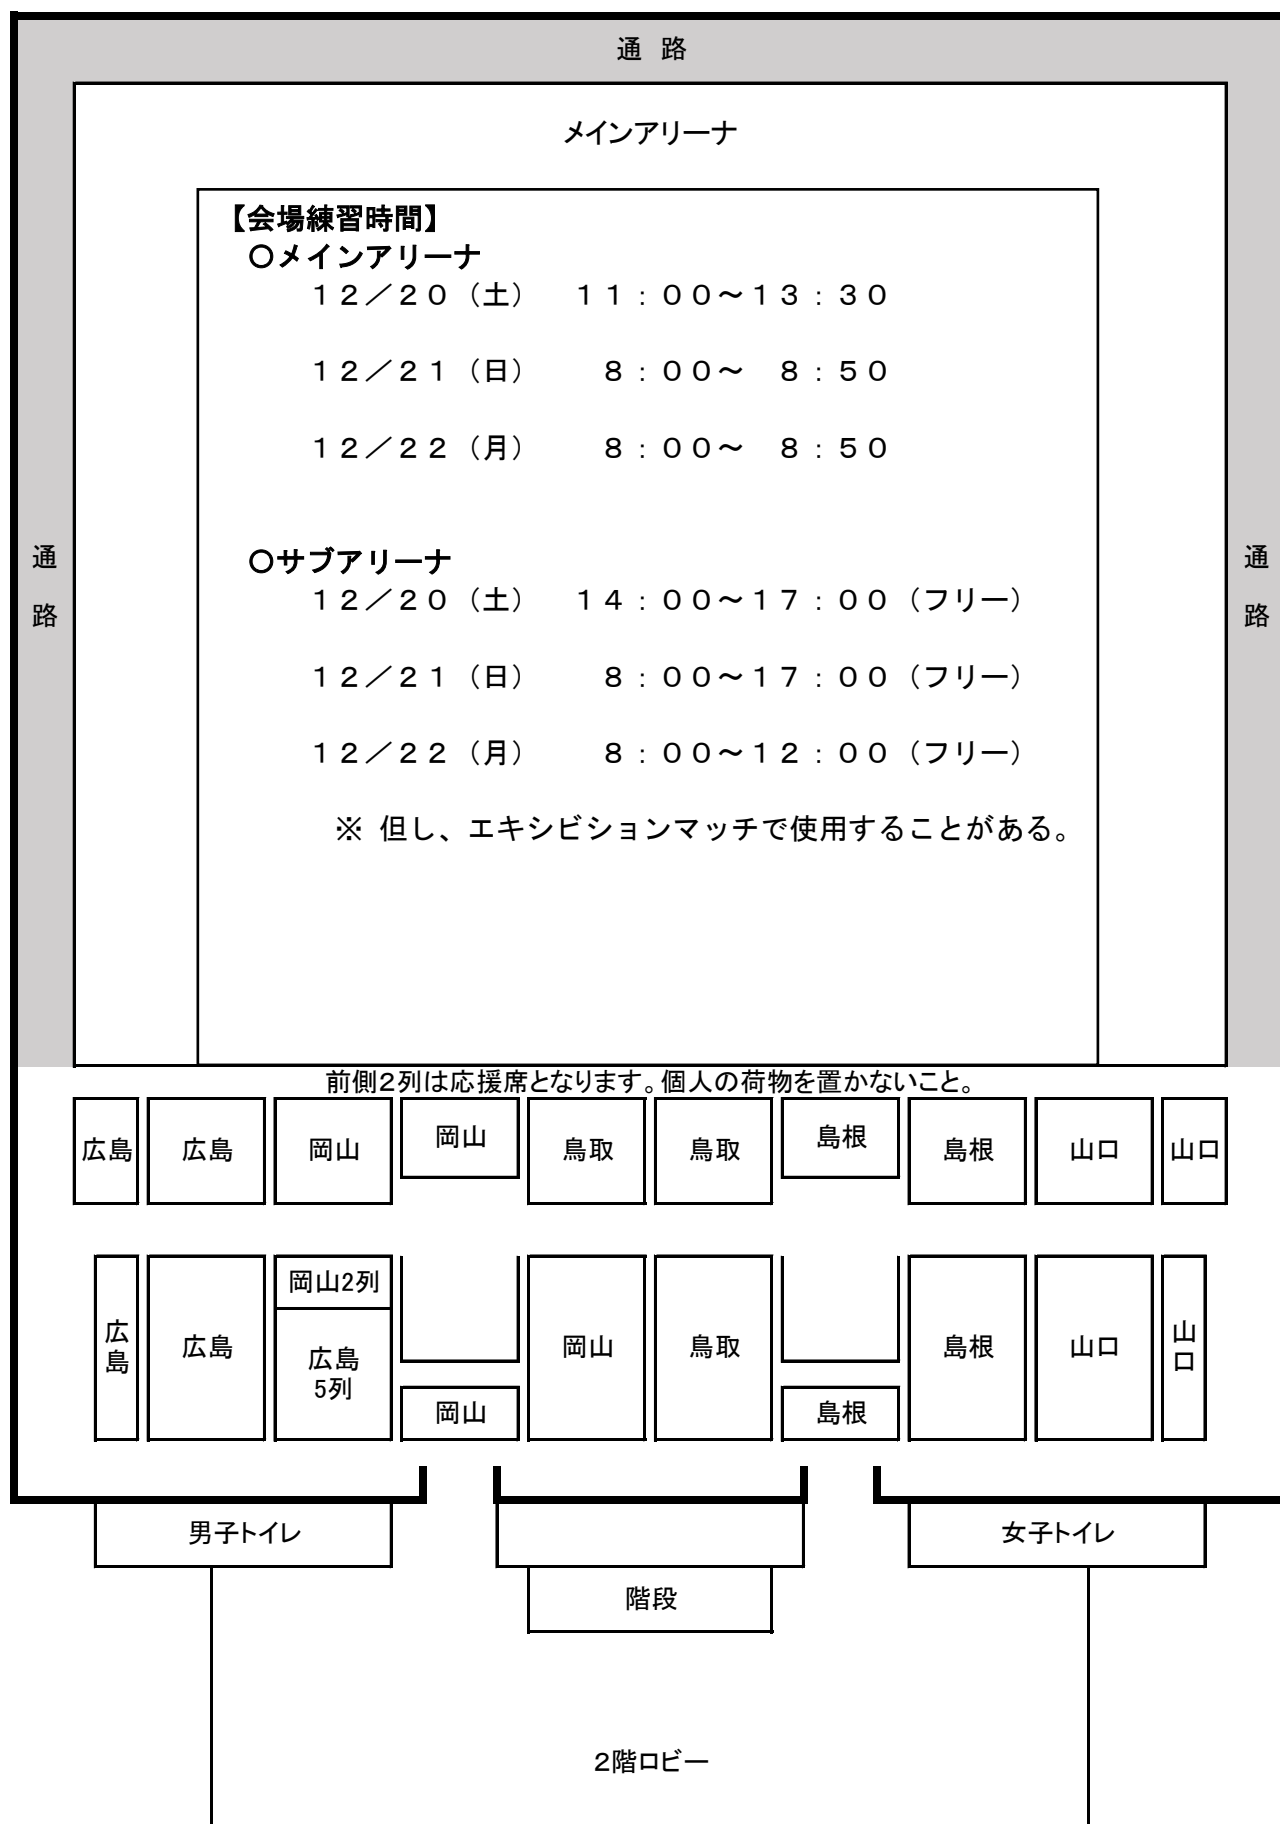 通 路
メインアリーナ
【会場練習時間】
○メインアリーナ
１２／２０（土） １１：００～１３：３０
１２／２１（日） ８：００～ ８：５０
１２／２２（月） ８：００～ ８：５０
通路
通路
○サブアリーナ
１２／２０（土） １４：００～１７：００（フリー）
１２／２１（日） ８：００～１７：００（フリー）
１２／２２（月） ８：００～１２：００（フリー）
※ 但し、エキシビションマッチで使用することがある。
前側２列は応援席となります。個人の荷物を置かないこと。
広島 広島 岡山 岡山 鳥取 鳥取 島根 島根 山口 山口
岡山2列
広島 広島 広島 岡山 鳥取 島根 山口 山口
5列
岡山 島根
男子トイレ 女子トイレ
階段
２階ロビー